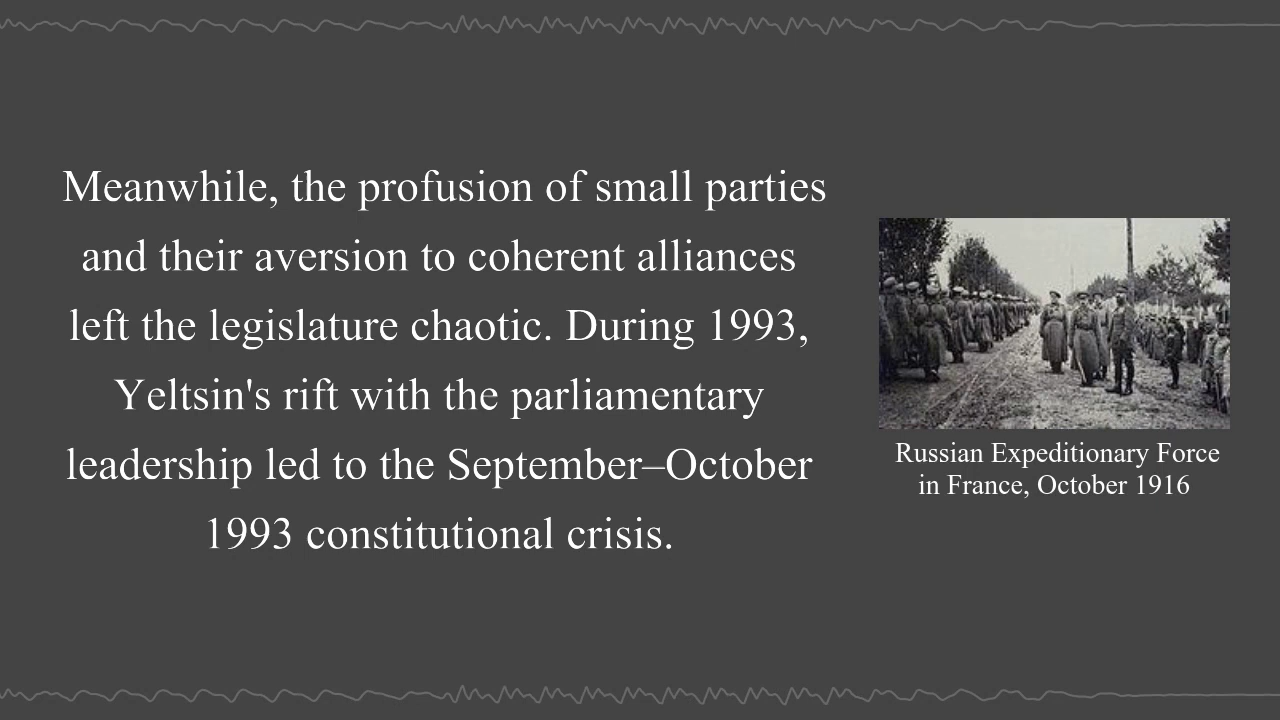 Meanwhile, the profusion of small parties
and their aversion to coherent alliances
left the legislature chaotic. During 1993,
Yeltsin's rift with the parliamentary
leadership led to the September–October
1993 constitutional crisis.
Russian Expeditionary Force
in France, October 1916